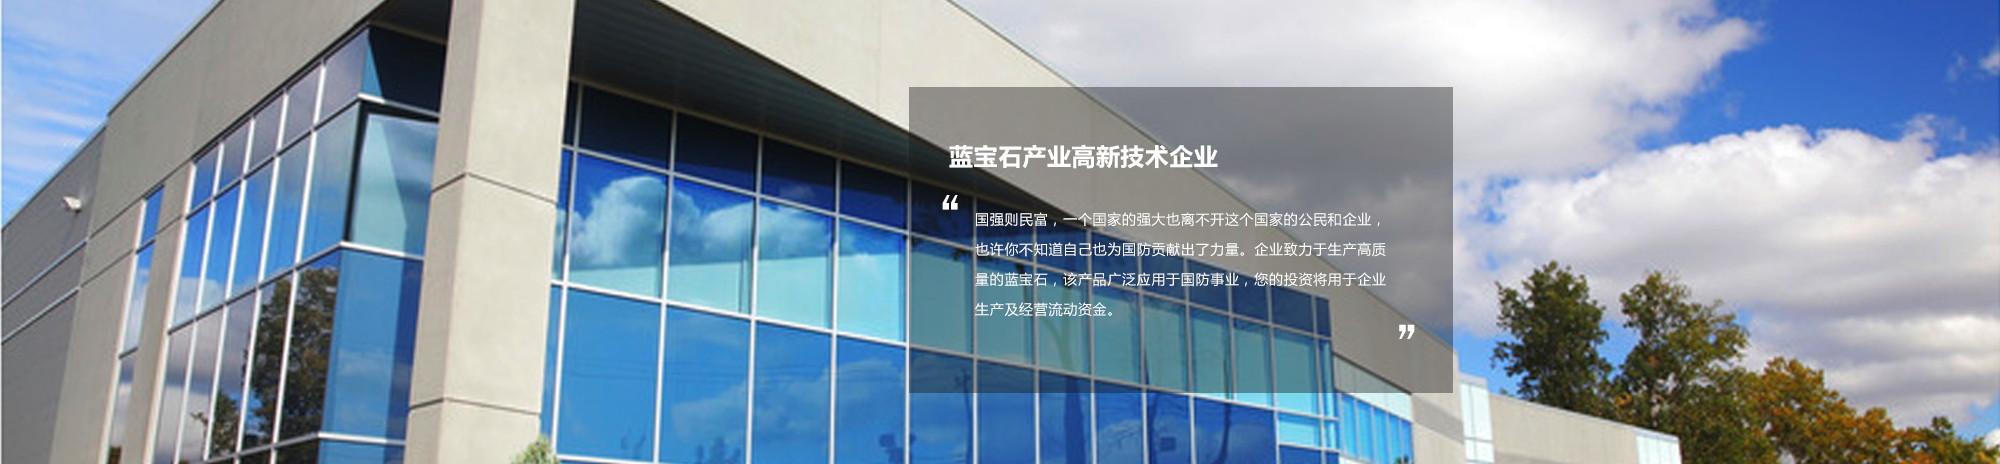 蓝宝石产业高新技术企业
“
国强则民富，一个国家的强大也离不开这个国家的公民和企业，
也许你不知道自己也为国防贡献出了力量。企业致力于生产高质
量的蓝宝石，该产品广泛应用于国防事业，您的投资将用于企业
生产及经营流动资金。
”